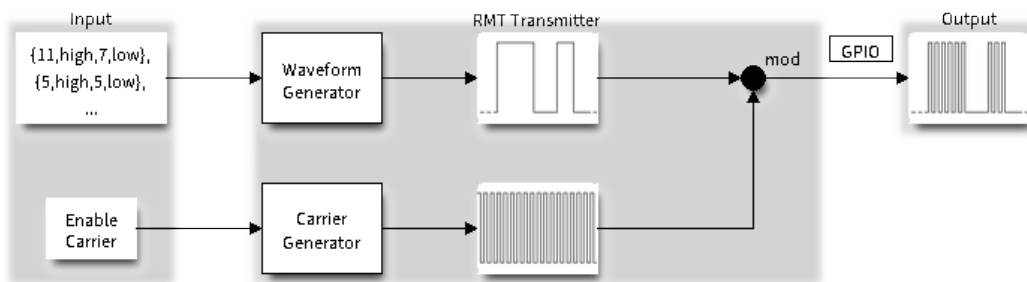 Input
RMT Transmitter
Output
{11,high,7,low},
{5,high,5,low},
...
Waveform
Generator
mod
GPIO
Enable
Carrier
Carrier
Generator